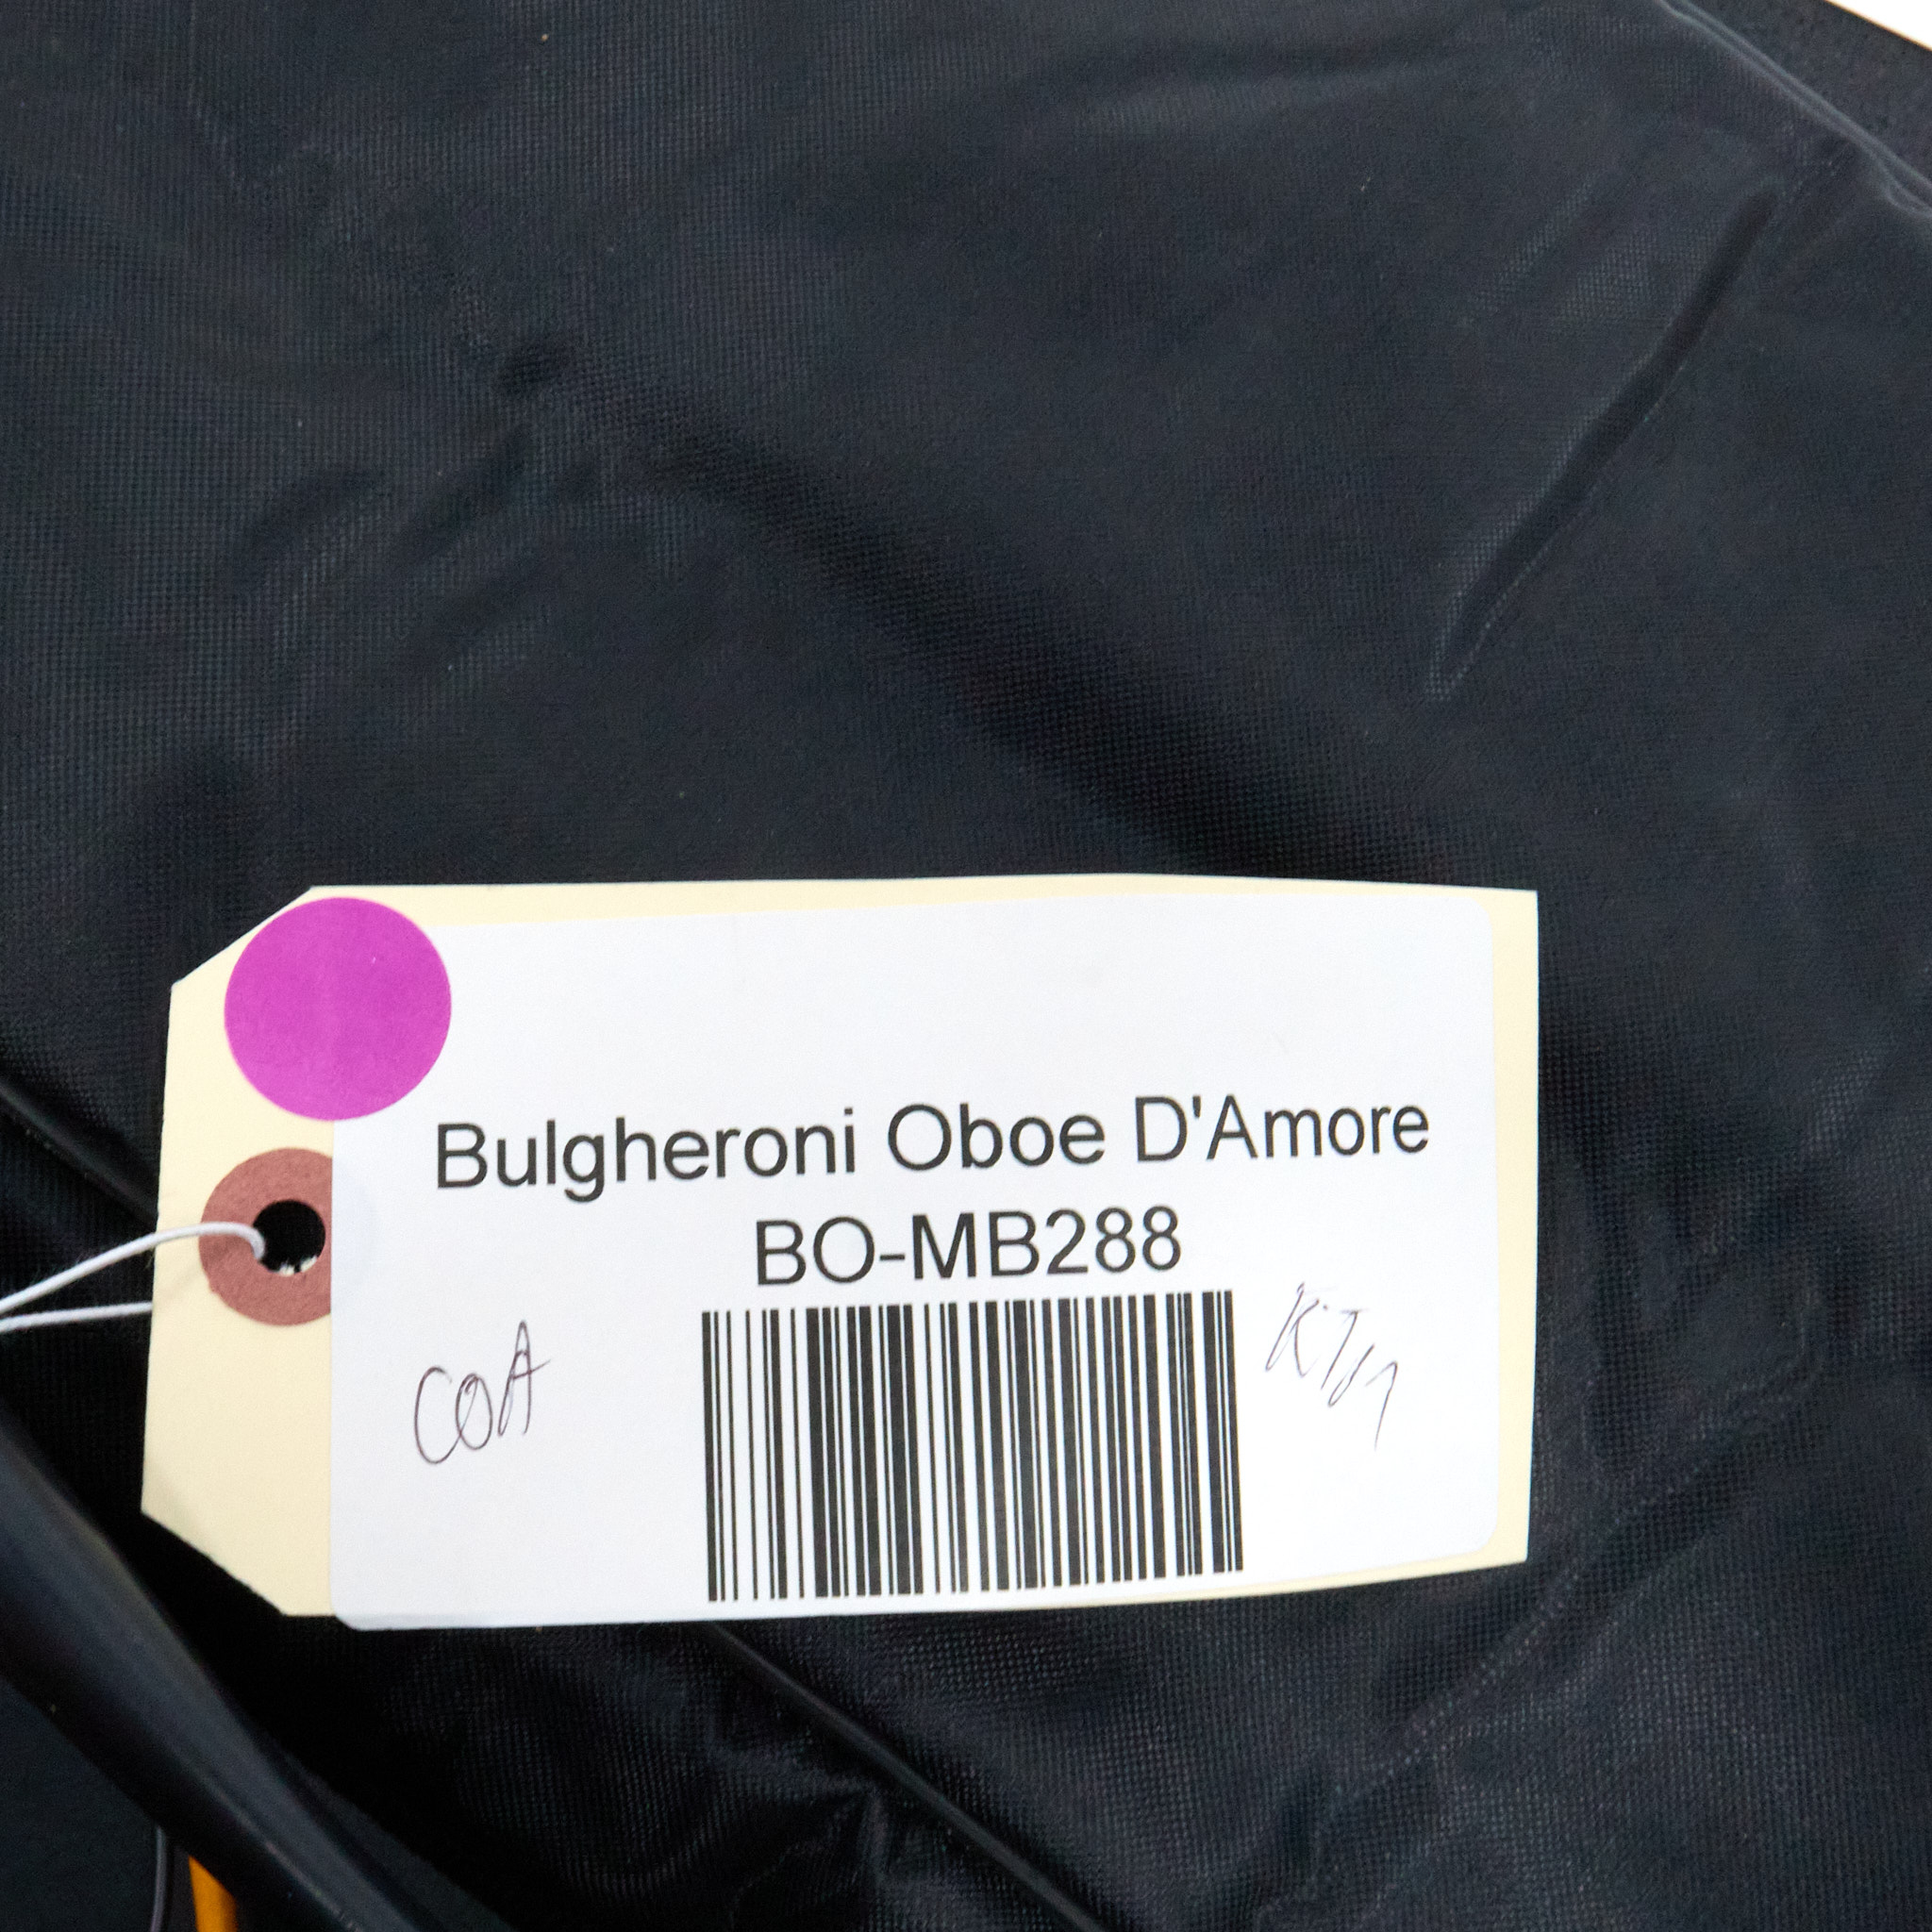 Bulgheroni Oboe D'Amore
BO-MB288
COA